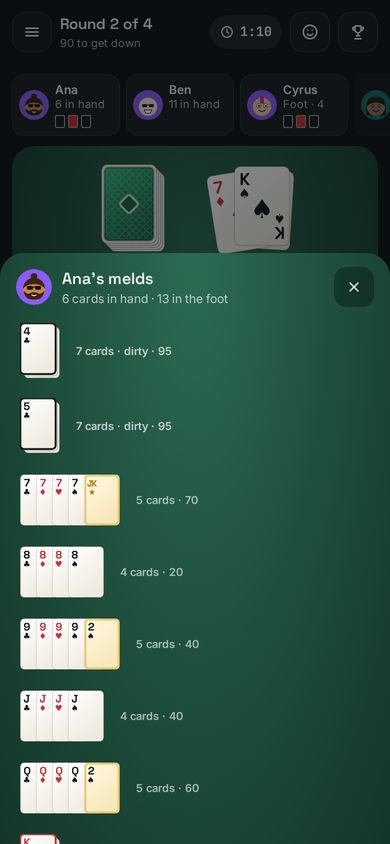 Round 2 of 4
90 to get down
1:10
Ana
6 in hand
Ben
11 in hand
Cyrus
Foot · 4
7
K
K
Ana's melds
6 cards in hand · 13 in the foot
4
7 cards · dirty · 95
5
7 cards · dirty · 95
7 7 7 7 JK
5 cards · 70
8 8 8 8
4 cards · 20
9 9 9 9 2
5 cards · 40
J J J J
4 cards · 40
Q Q Q Q 2
5 cards · 60
K